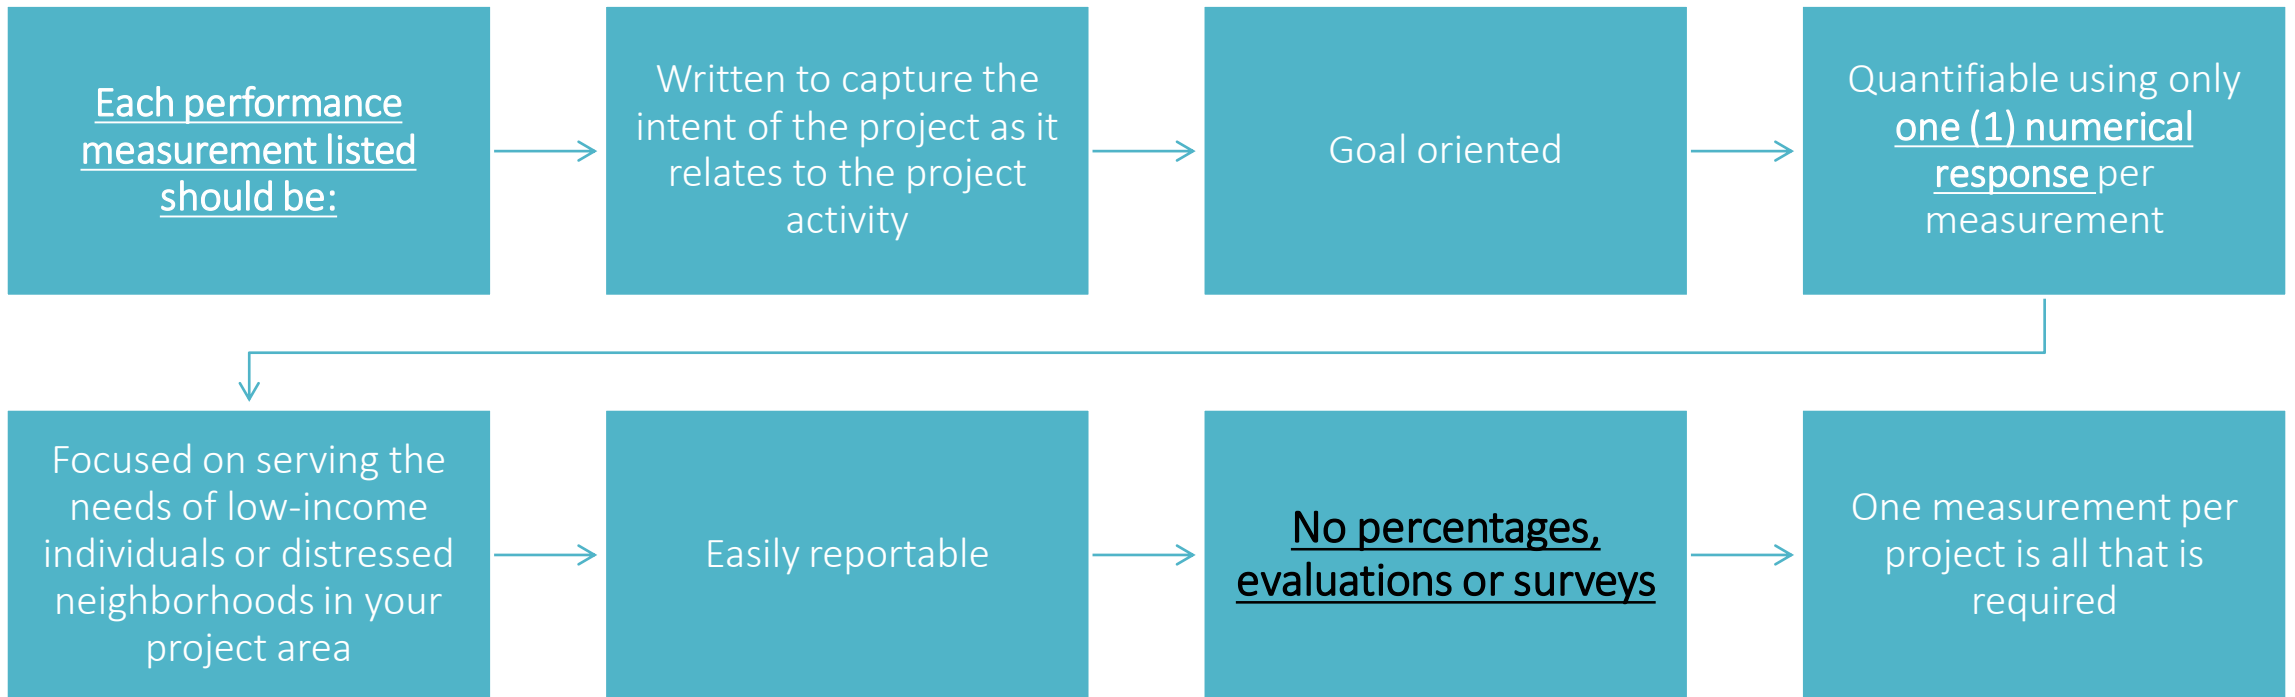 Each performance
measurement listed
should be:
Written to capture the
intent of the project as it
relates to the project
activity
Goal oriented
Quantifiable using only
one (1) numerical
response per
measurement
Focused on serving the
needs of low-income
individuals or distressed
neighborhoods in your
project area
Easily reportable
No percentages,
evaluations or surveys
One measurement per
project is all that is
required